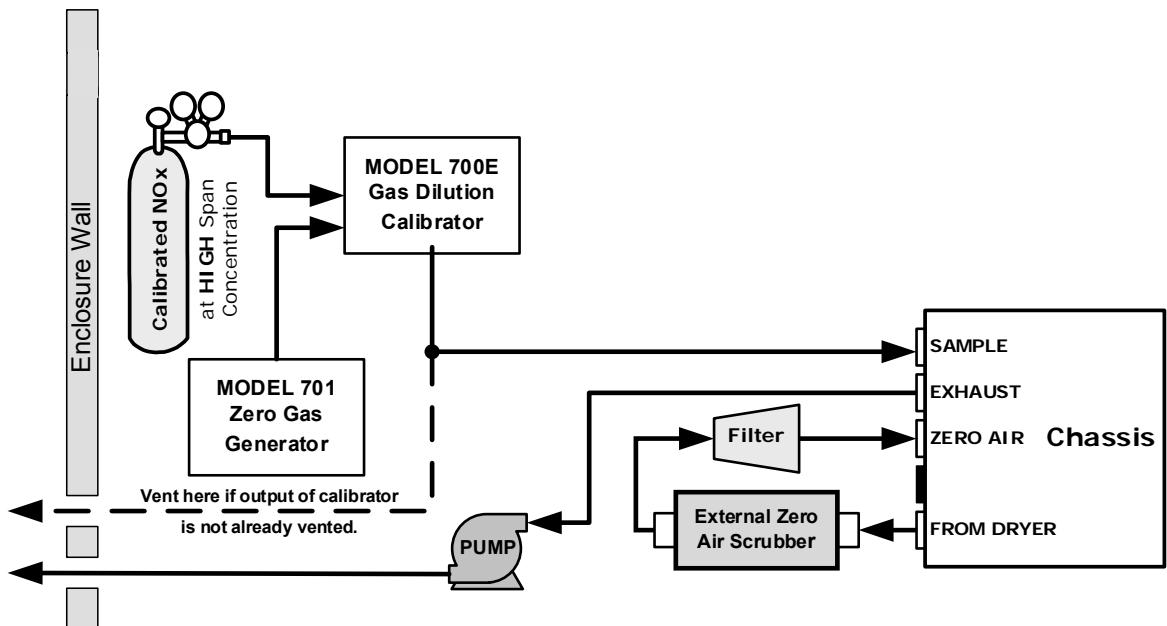 Enclosure Wall
Calibrated NOx
at HIGH Span
Concentration
MODEL 700E
Gas Dilution
Calibrator
MODEL 701
Zero Gas
Generator
Vent here if output of calibrator
is not already vented.
PUMP
Filter
External Zero
Air Scrubber
SAMPLE
EXHAUST
ZERO AIR
Chassis
FROM DRYER